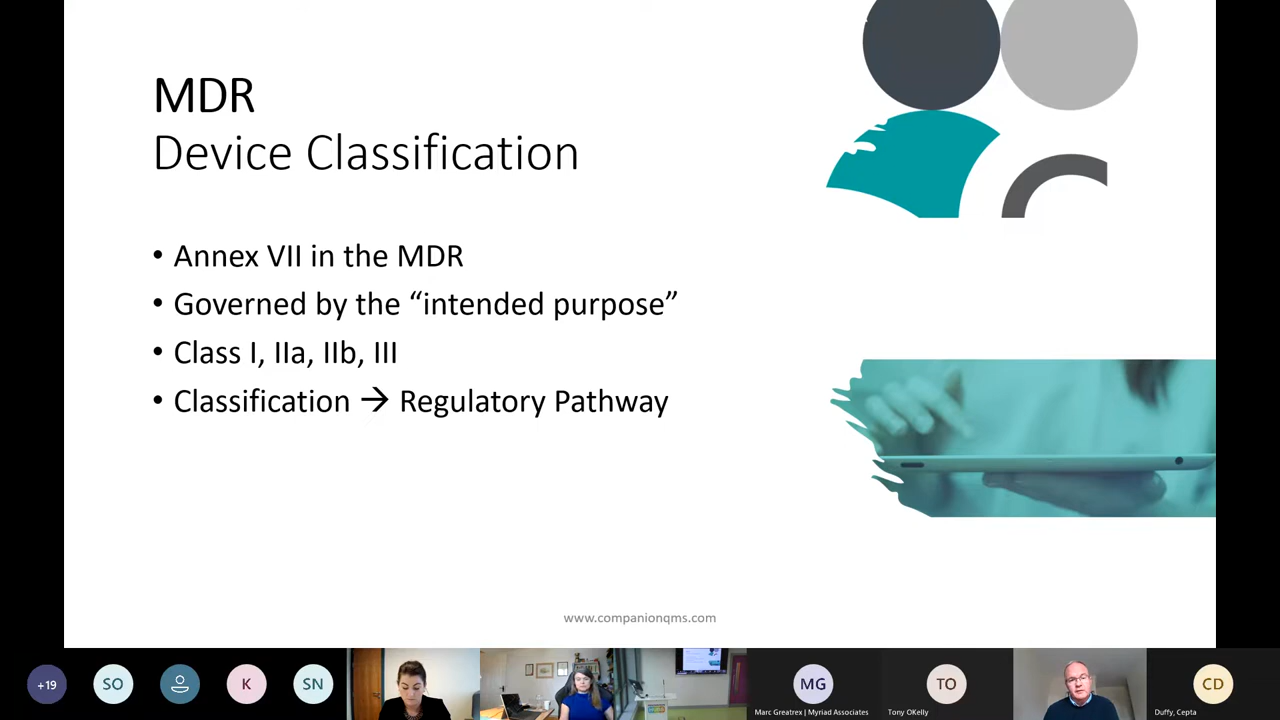 MDR
Device Classification
• Annex VII in the MDR
• Governed by the “intended purpose”
• Class I, IIa, IIb, III
• Classification → Regulatory Pathway
www.companionqms.com
+19
SO
K
SN
MG
Marc Greatrex | Myriad Associates
TO
Tony OKelly
CD
Duffy, Cepta